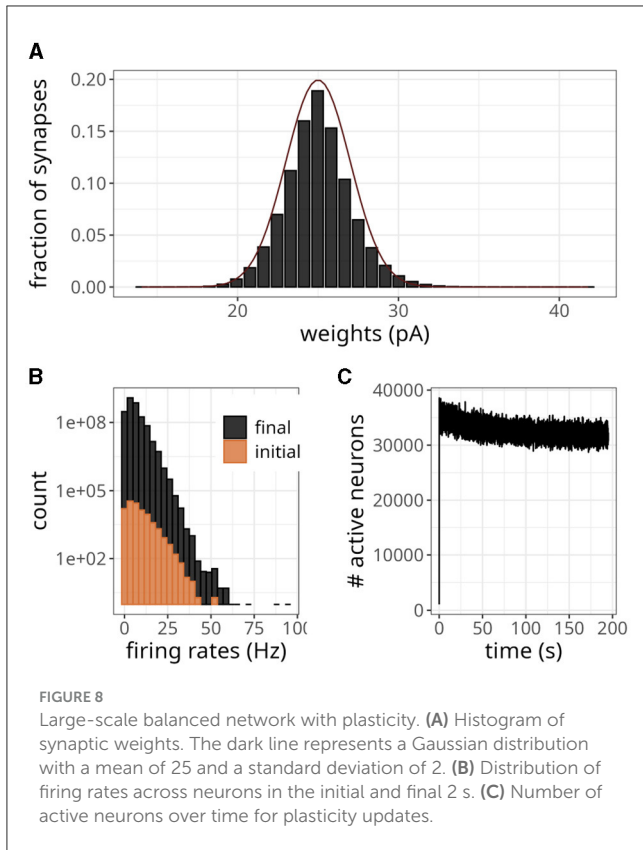 A
fraction of synapses
0.20
0.15
0.10
0.05
0.00
20
30
40
weights (pA)
B
count
1e+08
1e+05
1e+02
final
initial
0
25
50
75
100
firing rates (Hz)
C
# active neurons
40000
30000
20000
10000
0
0
50
100
150
200
time (s)
FIGURE 8
Large-scale balanced network with plasticity. (A) Histogram of
synaptic weights. The dark line represents a Gaussian distribution
with a mean of 25 and a standard deviation of 2. (B) Distribution of
firing rates across neurons in the initial and final 2 s. (C) Number of
active neurons over time for plasticity updates.